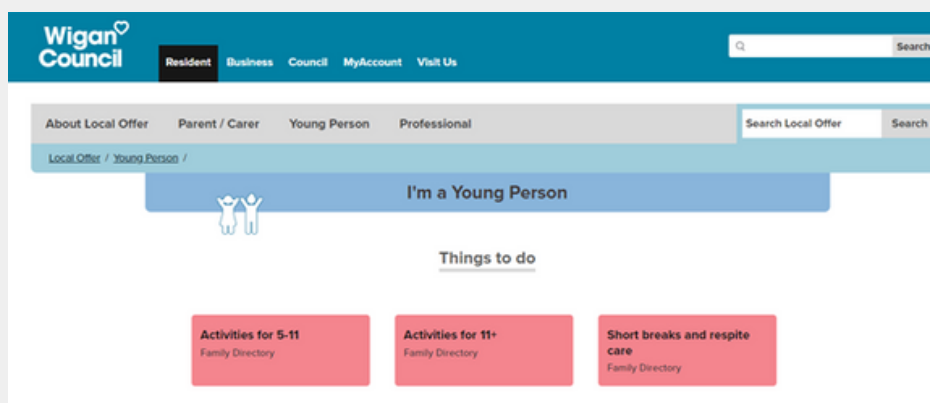 Wigan
Council
Resident Business Council MyAccount Visit Us
Search
About Local Offer Parent / Carer Young Person Professional
Search Local Offer Search
Local Offer / Young Person /
I'm a Young Person
Things to do
Activities for 5-11
Family Directory
Activities for 11+
Family Directory
Short breaks and respite
care
Family Directory